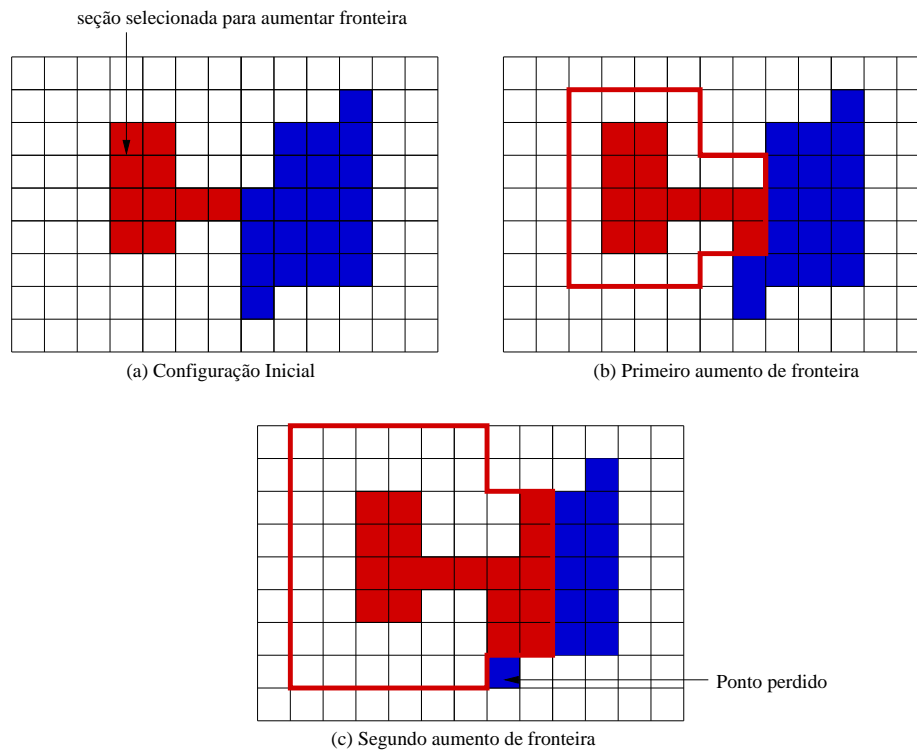 seção selecionada para aumentar fronteira
(a) Configuração Inicial
(b) Primeiro aumento de fronteira
Ponto perdido
(c) Segundo aumento de fronteira